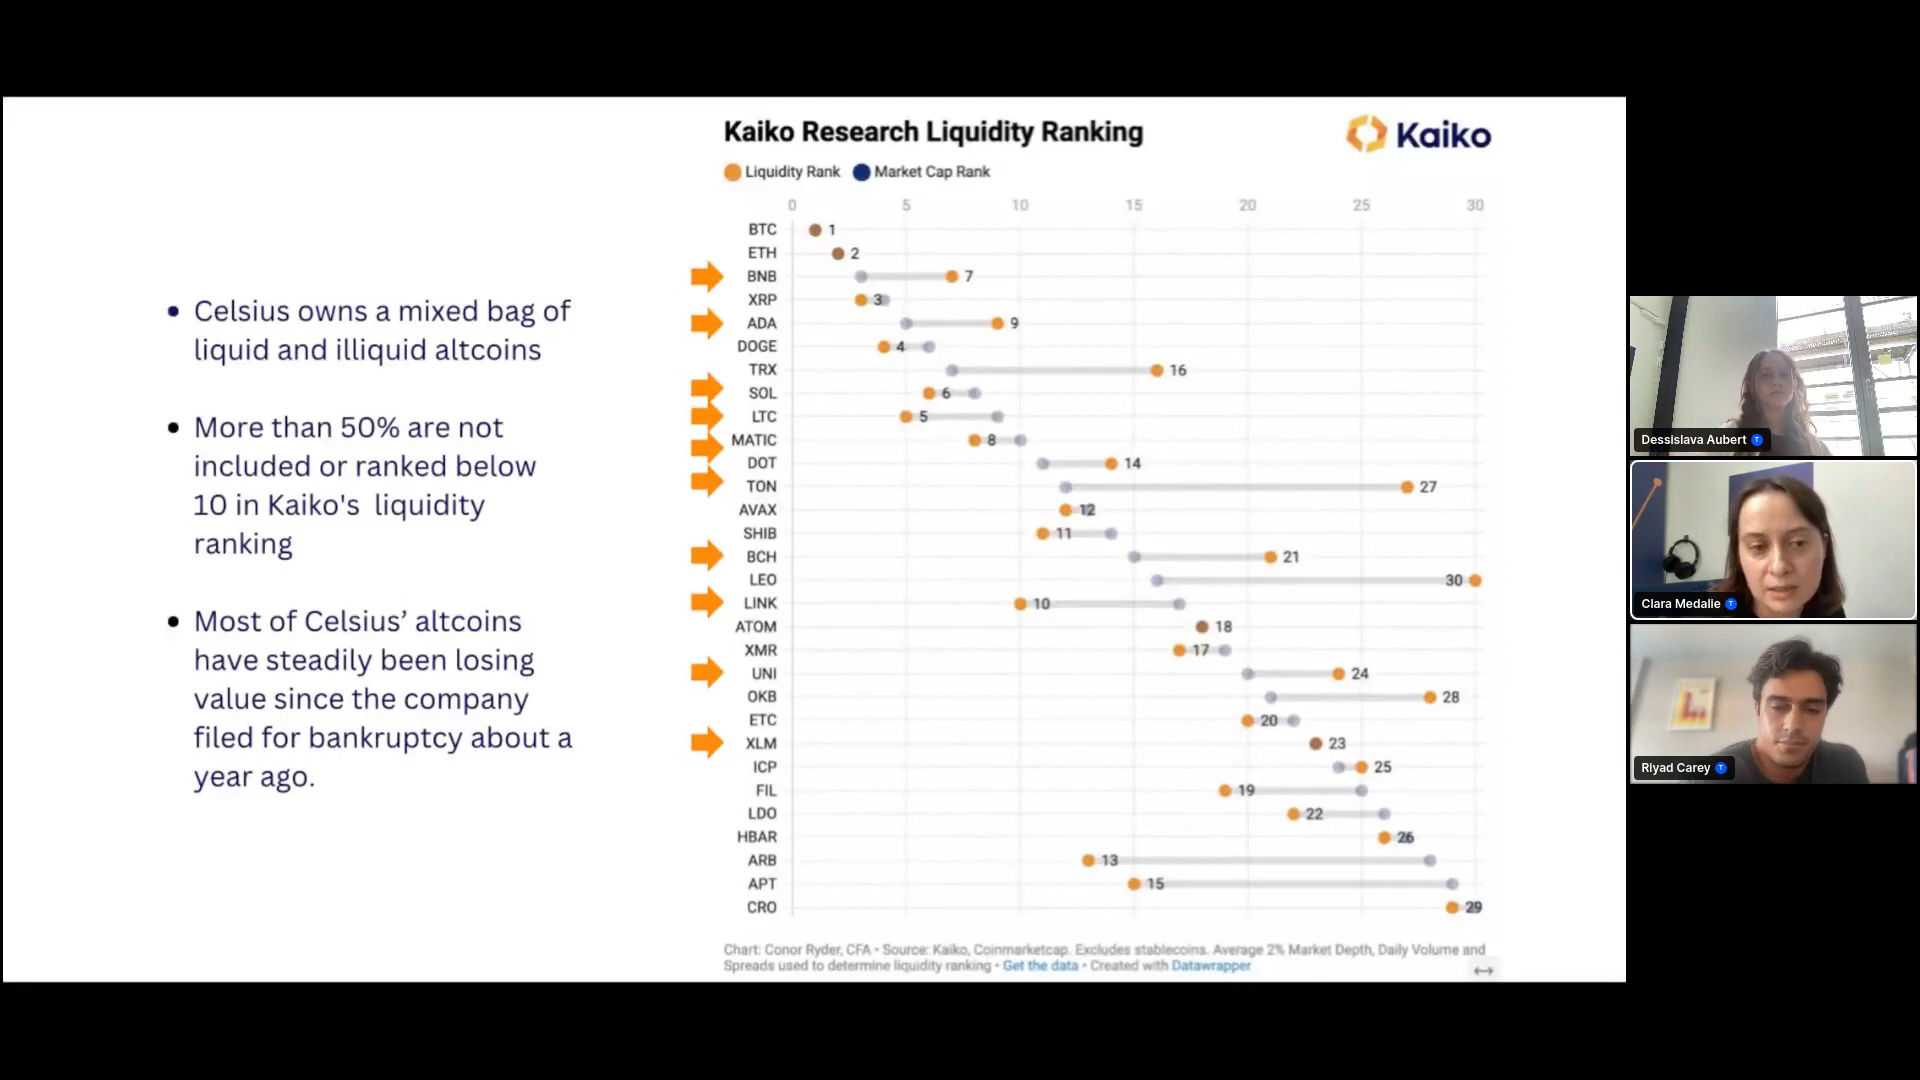 Kaiko Research Liquidity Ranking
Kaiko
Liquidity Rank Market Cap Rank
0 5 10 15 20 25 30
BTC 1
ETH 2
BNB 7
XRP 3
ADA 9
DOGE 4
TRX 16
SOL 6
LTC 5
MATIC 8
DOT 14
TON 27
AVAX 12
SHIB 11
BCH 21
LEO 30
LINK 10
ATOM 18
XMR 17
UNI 24
OKB 28
ETC 20
XLM 23
ICP 25
FIL 19
LDO 22
HBAR 26
ARB 13
APT 15
CRO 29
Chart: Conor Ryder, CFA • Source: Kaiko, Coinmarketcap. Excludes stablecoins. Average 2% Market Depth, Daily Volume and
Spreads used to determine liquidity ranking • Get the data • Created with Datawrapper
• Celsius owns a mixed bag of
liquid and illiquid altcoins
• More than 50% are not
included or ranked below
10 in Kaiko's liquidity
ranking
• Most of Celsius’ altcoins
have steadily been losing
value since the company
filed for bankruptcy about a
year ago.
Dessislava Aubert T
Clara Medalie T
Riyad Carey T